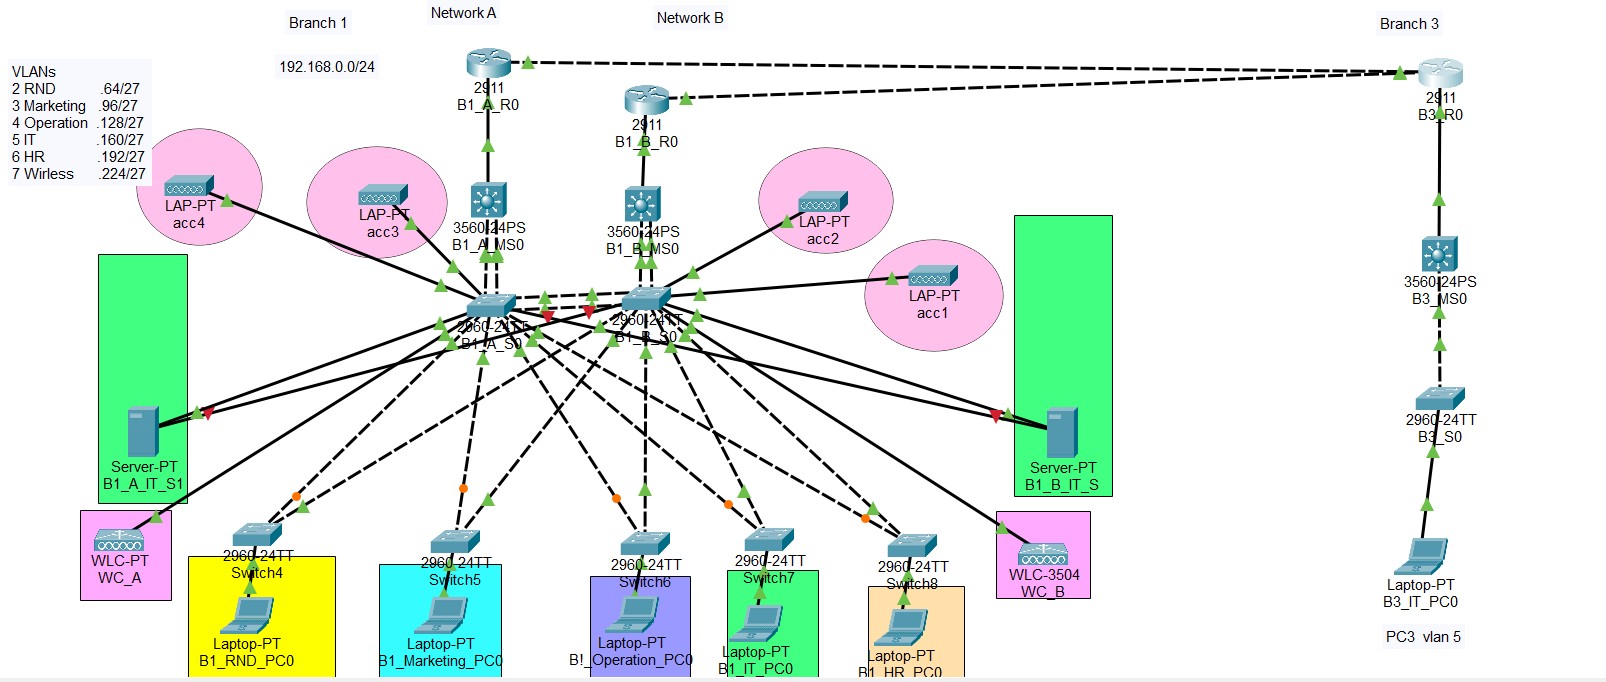 Branch 1
Network A
Network B
Branch 3
192.168.0.0/24
VLANs
2 RND .64/27
3 Marketing .96/27
4 Operation .128/27
5 IT .160/27
6 HR .192/27
7 Wirless .224/27
2911
B1_A_R0
2911
B1_B_R0
2911
B3_R0
LAP-PT
acc4
LAP-PT
acc3
3560-24PS
B1_A_MS0
3560-24PS
B1_B_MS0
LAP-PT
acc2
LAP-PT
acc1
3560-24PS
B3_MS0
2960-24TT
B1_A_S0
2960-24TT
B1_B_S0
2960-24TT
B3_S0
Server-PT
B1_A_IT_S1
Server-PT
B1_B_IT_S
WLC-PT
WC_A
2960-24TT
Switch4
2960-24TT
Switch5
2960-24TT
Switch6
2960-24TT
Switch7
2960-24TT
Switch8
WLC-3504
WC_B
Laptop-PT
B3_IT_PC0
Laptop-PT
B1_RND_PC0
Laptop-PT
B1_Marketing_PC0
Laptop-PT
B!_Operation_PC0
Laptop-PT
B1_IT_PC0
Laptop-PT
B1_HR_PC0
PC3 vlan 5